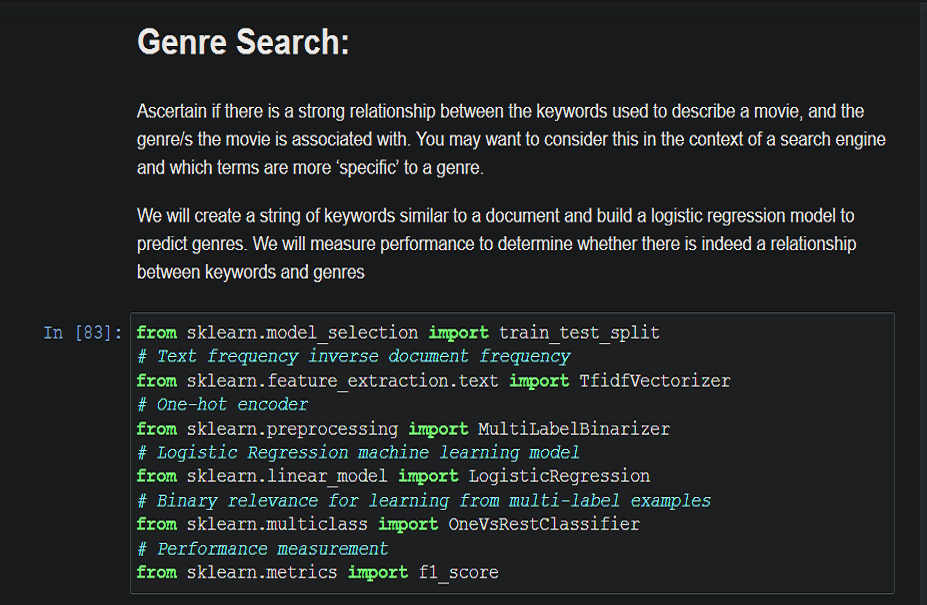 Genre Search:
Ascertain if there is a strong relationship between the keywords used to describe a movie, and the
genre/s the movie is associated with. You may want to consider this in the context of a search engine
and which terms are more ‘specific’ to a genre.
We will create a string of keywords similar to a document and build a logistic regression model to
predict genres. We will measure performance to determine whether there is indeed a relationship
between keywords and genres
In [83]: from sklearn.model_selection import train_test_split
# Text frequency inverse document frequency
from sklearn.feature_extraction.text import TfidfVectorizer
# One-hot encoder
from sklearn.preprocessing import MultiLabelBinarizer
# Logistic Regression machine learning model
from sklearn.linear_model import LogisticRegression
# Binary relevance for learning from multi-label examples
from sklearn.multiclass import OneVsRestClassifier
# Performance measurement
from sklearn.metrics import f1_score